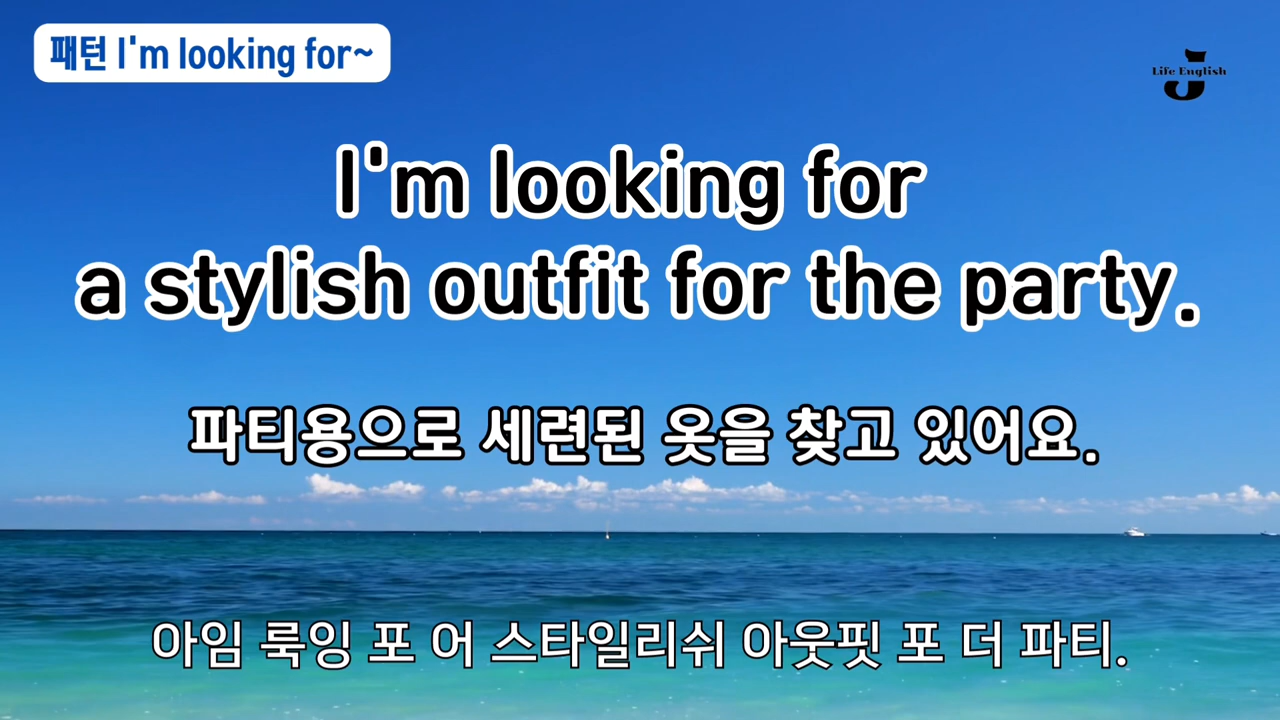 패턴 I'm looking for~
Life English
J
I'm looking for
a stylish outfit for the party.
파티용으로 세련된 옷을 찾고 있어요.
아임 룩잉 포 어 스타일리쉬 아웃핏 포 더 파티.